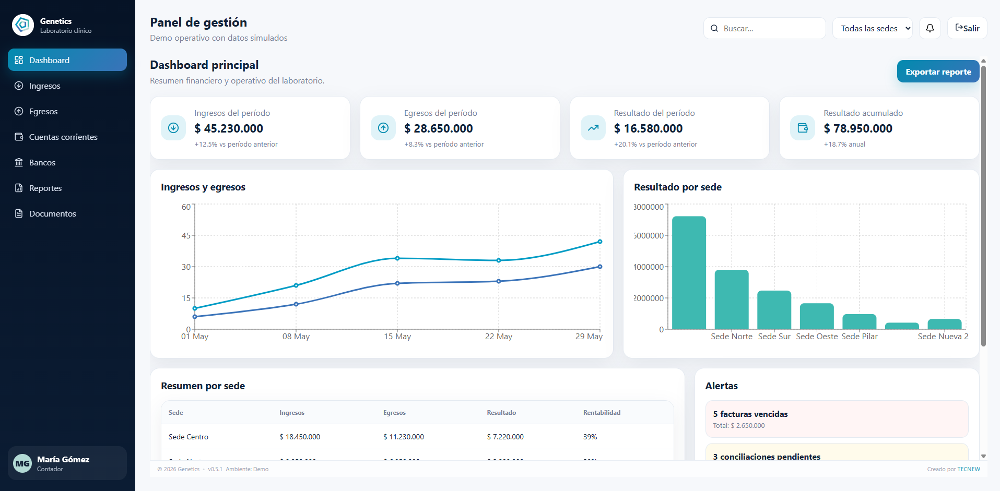 Genetics
Laboratorio clínico
Dashboard
Ingresos
Egresos
Cuentas corrientes
Bancos
Reportes
Documentos
MG
María Gómez
Contador
Panel de gestión
Demo operativo con datos simulados
Buscar...
Todas las sedes
Salir
Dashboard principal
Resumen financiero y operativo del laboratorio.
Exportar reporte
Ingresos del período
$ 45.230.000
+12.5% vs período anterior
Egresos del período
$ 28.650.000
+8.3% vs período anterior
Resultado del período
$ 16.580.000
+20.1% vs período anterior
Resultado acumulado
$ 78.950.000
+18.7% anual
Ingresos y egresos
60
45
30
15
0
01 May 08 May 15 May 22 May 29 May
Resultado por sede
8000000
6000000
4000000
2000000
0
Sede Norte Sede Sur Sede Oeste Sede Pilar Sede Nueva 2
Resumen por sede
Sede Ingresos Egresos Resultado Rentabilidad
Sede Centro $ 18.450.000 $ 11.230.000 $ 7.220.000 39%
Alertas
5 facturas vencidas
Total: $ 2.650.000
3 conciliaciones pendientes
© 2026 Genetics • v0.5.1 Ambiente: Demo
Creado por TECNEW